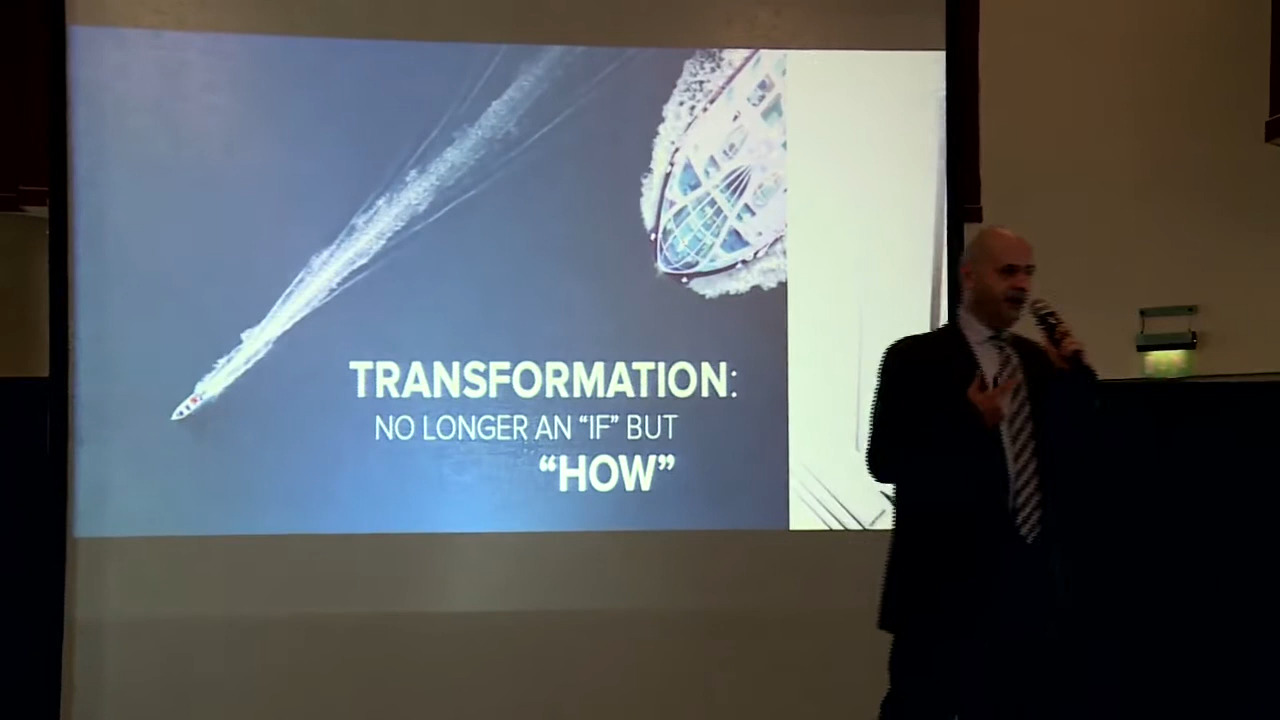 TRANSFORMATION:
NO LONGER AN “IF” BUT
“HOW”